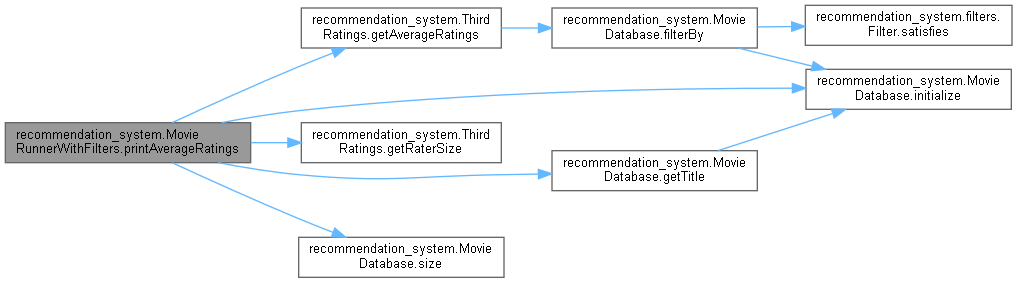 recommendation_system.Movie
RunnerWithFilters.printAverageRatings
recommendation_system.Third
Ratings.getAverageRatings
recommendation_system.Movie
Database.filterBy
recommendation_system.filters.
Filter.satisfies
recommendation_system.Movie
Database.initialize
recommendation_system.Third
Ratings.getRaterSize
recommendation_system.Movie
Database.getTitle
recommendation_system.Movie
Database.size